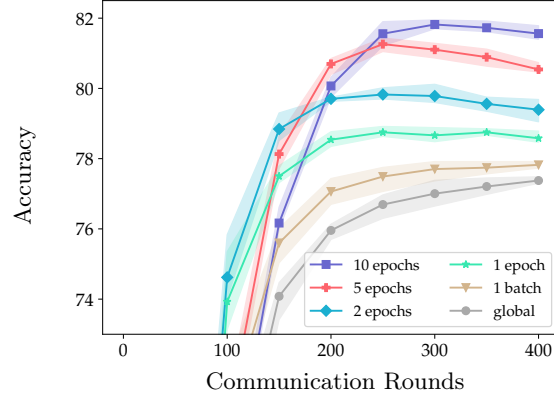 82
80
78
76
74
Accuracy
0
100
200
300
400
Communication Rounds
10 epochs
5 epochs
2 epochs
1 epoch
1 batch
global